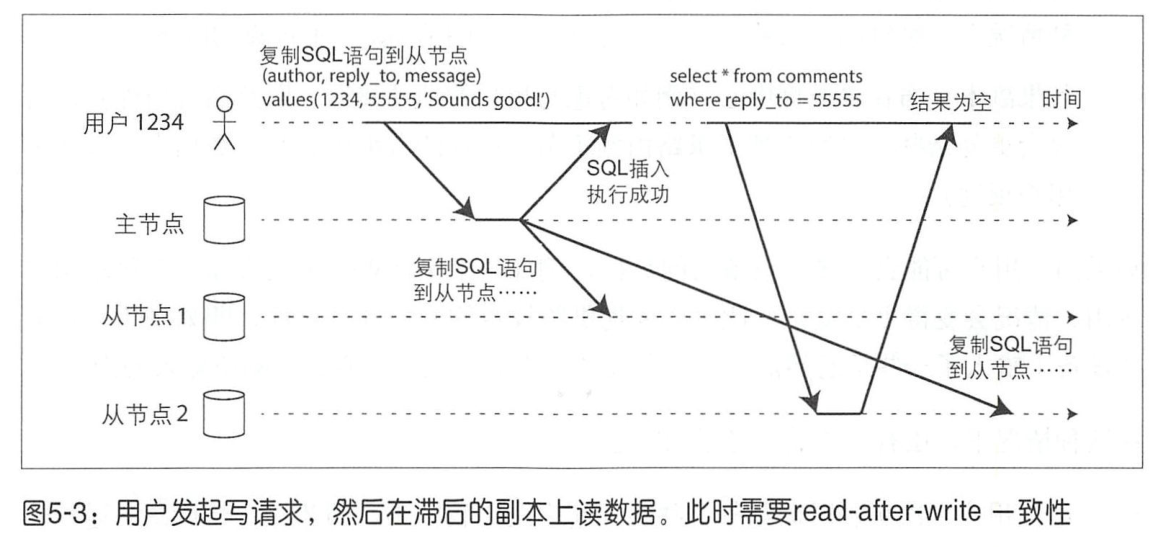 复制SQL语句到从节点
(author, reply_to, message)
values(1234, 55555, ‘Sounds good!’)
select * from comments
where reply_to = 55555
结果为空
时间
用户 1234
SQL插入
执行成功
主节点
复制SQL语句
到从节点……
从节点 1
复制SQL语句
到从节点……
从节点 2
图5-3：用户发起写请求，然后在滞后的副本上读数据。此时需要read-after-write 一致性